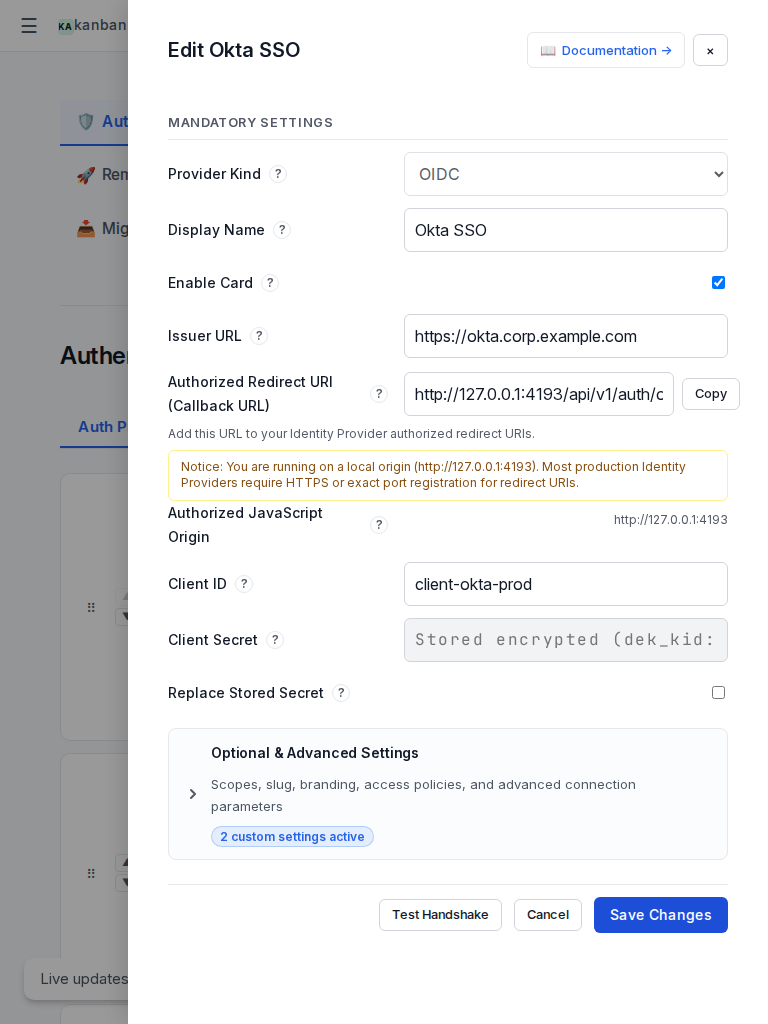 ☰ KA kanban
Edit Okta SSO
📖 Documentation →
×
🛡️ Aut
🚀 Rem
📥 Mig
Authe
Auth P
MANDATORY SETTINGS
Provider Kind ?
OIDC
Display Name ?
Okta SSO
Enable Card ?
Issuer URL ?
https://okta.corp.example.com
Authorized Redirect URI
(Callback URL) ?
http://127.0.0.1:4193/api/v1/auth/c
Copy
Add this URL to your Identity Provider authorized redirect URIs.
Notice: You are running on a local origin (http://127.0.0.1:4193). Most production Identity
Providers require HTTPS or exact port registration for redirect URIs.
Authorized JavaScript
Origin ?
http://127.0.0.1:4193
Client ID ?
client-okta-prod
Client Secret ?
Stored encrypted (dek_kid:
Replace Stored Secret ?
Optional & Advanced Settings
Scopes, slug, branding, access policies, and advanced connection
parameters
2 custom settings active
Test Handshake
Cancel
Save Changes
Live updates